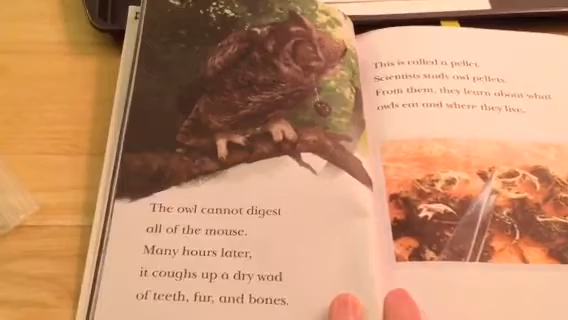 The owl cannot digest
all of the mouse.
Many hours later,
it coughs up a dry wad
of teeth, fur, and bones.
This is called a pellet.
Scientists study owl pellets.
From them, they learn about what
owls eat and where they live.